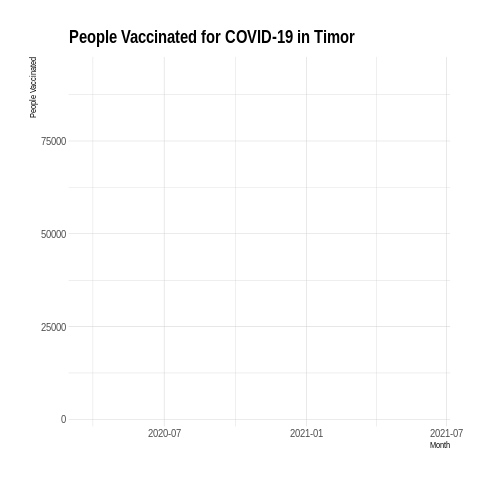 People Vaccinated for COVID-19 in Timor
People Vaccinated
75000
50000
25000
0
2020-07 2021-01 2021-07
Month